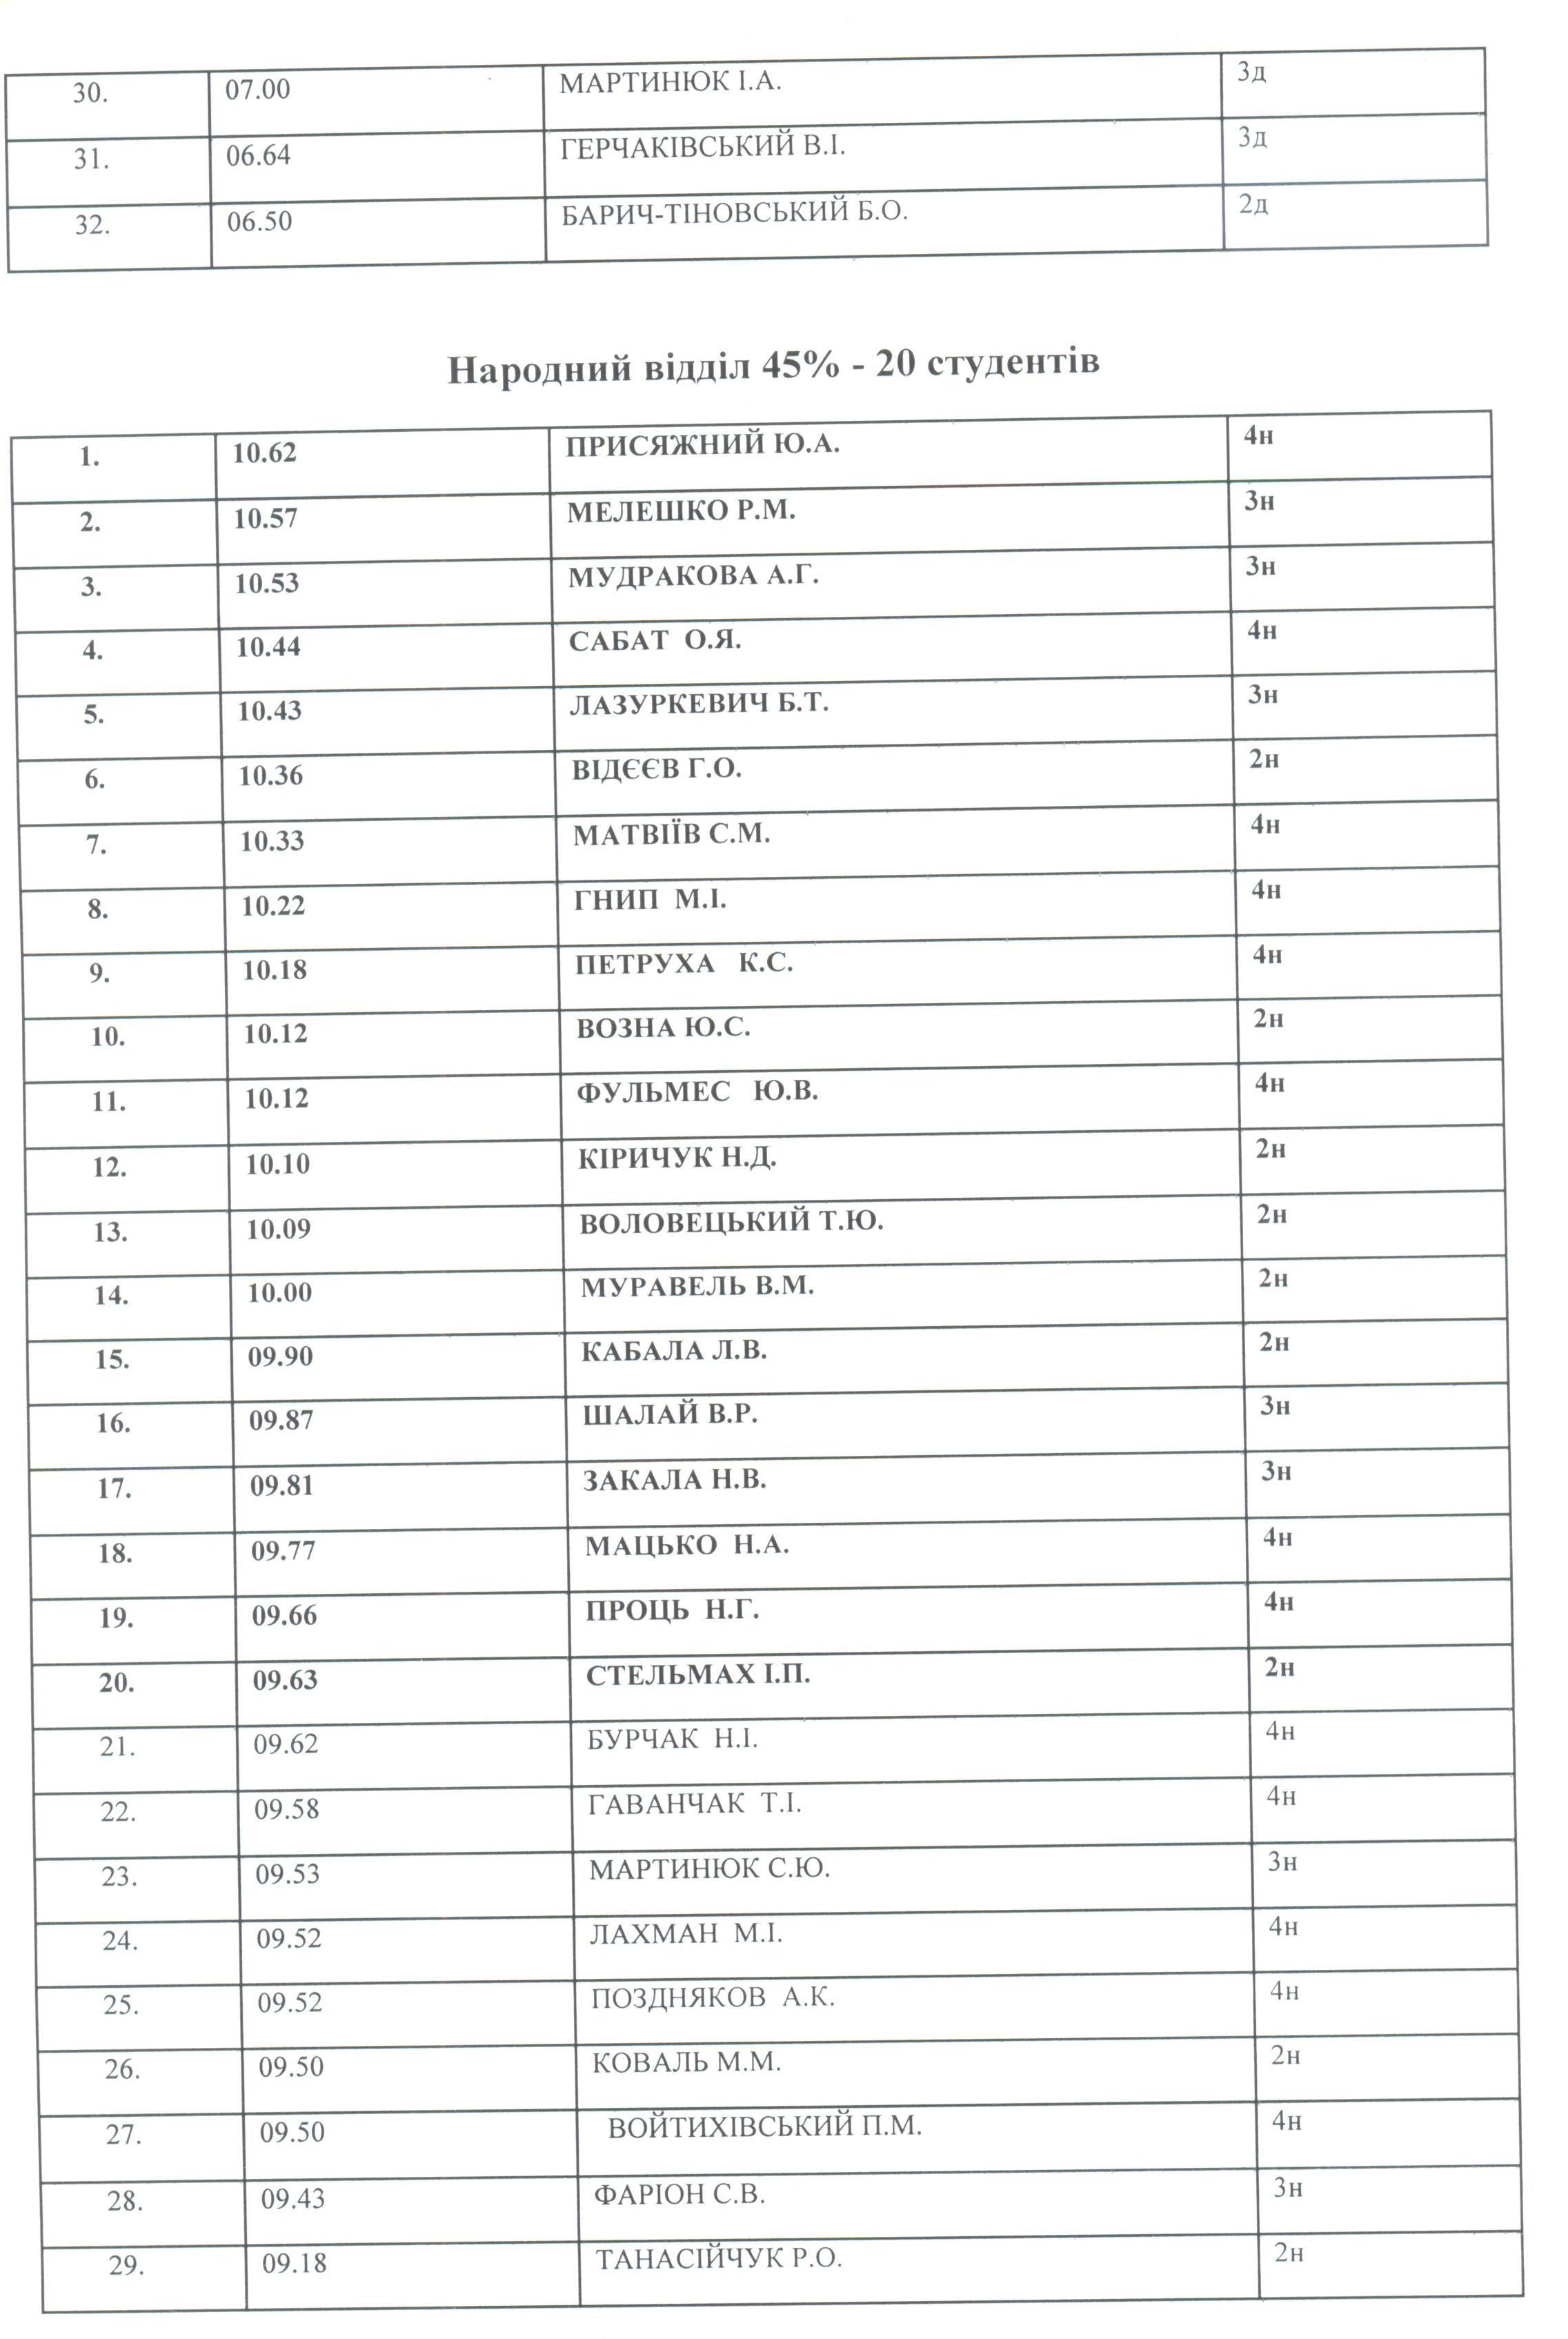 30. 07.00 МАРТИНЮК І.А. 3д
31. 06.64 ГЕРЧАКІВСЬКИЙ В.І. 3д
32. 06.50 БАРИЧ-ТІНОВСЬКИЙ Б.О. 2д
Народний відділ 45% - 20 студентів
1. 10.62 ПРИСЯЖНИЙ Ю.А. 4н
2. 10.57 МЕЛЕШКО Р.М. 3н
3. 10.53 МУДРАКОВА А.Г. 3н
4. 10.44 САБАТ О.Я. 4н
5. 10.43 ЛАЗУРКЕВИЧ Б.Т. 3н
6. 10.36 ВІДЄЄВ Г.О. 2н
7. 10.33 МАТВІЇВ С.М. 4н
8. 10.22 ГНИП М.І. 4н
9. 10.18 ПЕТРУХА К.С. 4н
10. 10.12 ВОЗНА Ю.С. 2н
11. 10.12 ФУЛЬМЕС Ю.В. 4н
12. 10.10 КІРИЧУК Н.Д. 2н
13. 10.09 ВОЛОВЕЦЬКИЙ Т.Ю. 2н
14. 10.00 МУРАВЕЛЬ В.М. 2н
15. 09.90 КАБАЛА Л.В. 2н
16. 09.87 ШАЛАЙ В.Р. 3н
17. 09.81 ЗАКАЛА Н.В. 3н
18. 09.77 МАЦЬКО Н.А. 4н
19. 09.66 ПРОЦЬ Н.Г. 4н
20. 09.63 СТЕЛЬМАХ І.П. 2н
21. 09.62 БУРЧАК Н.І. 4н
22. 09.58 ГАВАНЧАК Т.І. 4н
23. 09.53 МАРТИНЮК С.Ю. 3н
24. 09.52 ЛАХМАН М.І. 4н
25. 09.52 ПОЗДНЯКОВ А.К. 4н
26. 09.50 КОВАЛЬ М.М. 2н
27. 09.50 ВОЙТИХІВСЬКИЙ П.М. 4н
28. 09.43 ФАРІОН С.В. 3н
29. 09.18 ТАНАСІЙЧУК Р.О. 2н